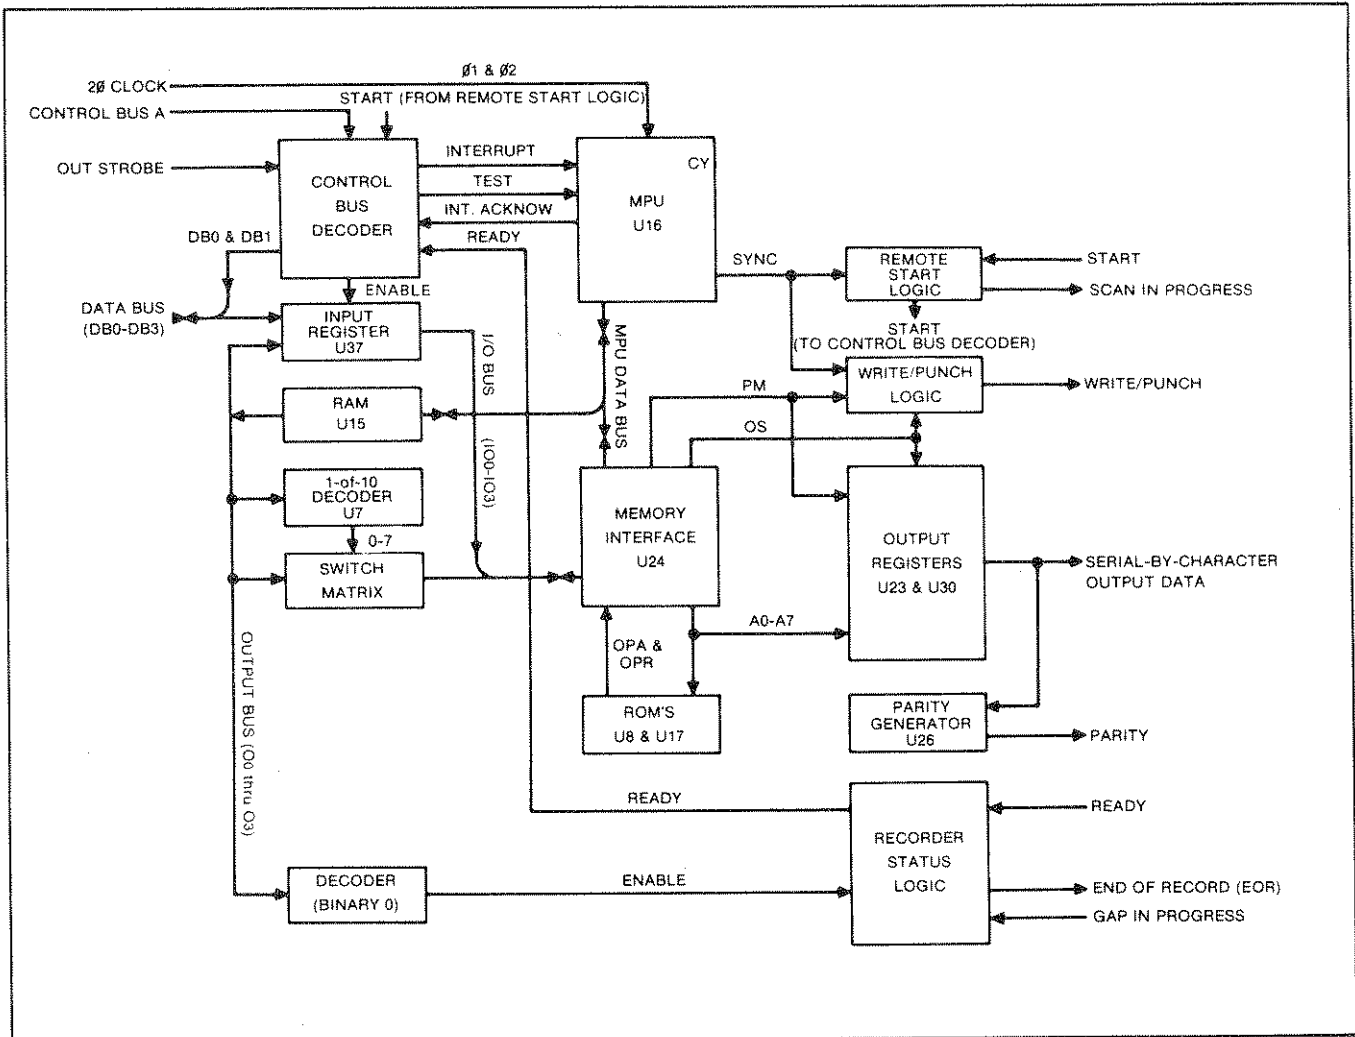 2Ø CLOCK
Ø1 & Ø2
CONTROL BUS A
START (FROM REMOTE START LOGIC)
OUT STROBE
CONTROL
BUS
DECODER
INTERRUPT
TEST
INT. ACKNOW
READY
CY
MPU
U16
DB0 & DB1
ENABLE
DATA BUS
(DB0-DB3)
INPUT
REGISTER
U37
SYNC
REMOTE
START
LOGIC
START
SCAN IN PROGRESS
START
(TO CONTROL BUS DECODER)
I/O BUS
(IO0-IO3)
MPU DATA BUS
RAM
U15
PM
OS
WRITE/PUNCH
LOGIC
WRITE/PUNCH
1-of-10
DECODER
U7
0-7
SWITCH
MATRIX
MEMORY
INTERFACE
U24
OUTPUT
REGISTERS
U23 & U30
SERIAL-BY-CHARACTER
OUTPUT DATA
A0-A7
OPA &
OPR
OUTPUT BUS (O0 thru O3)
ROM'S
U8 & U17
PARITY
GENERATOR
U26
PARITY
READY
READY
RECORDER
STATUS
LOGIC
DECODER
(BINARY 0)
ENABLE
END OF RECORD (EOR)
GAP IN PROGRESS